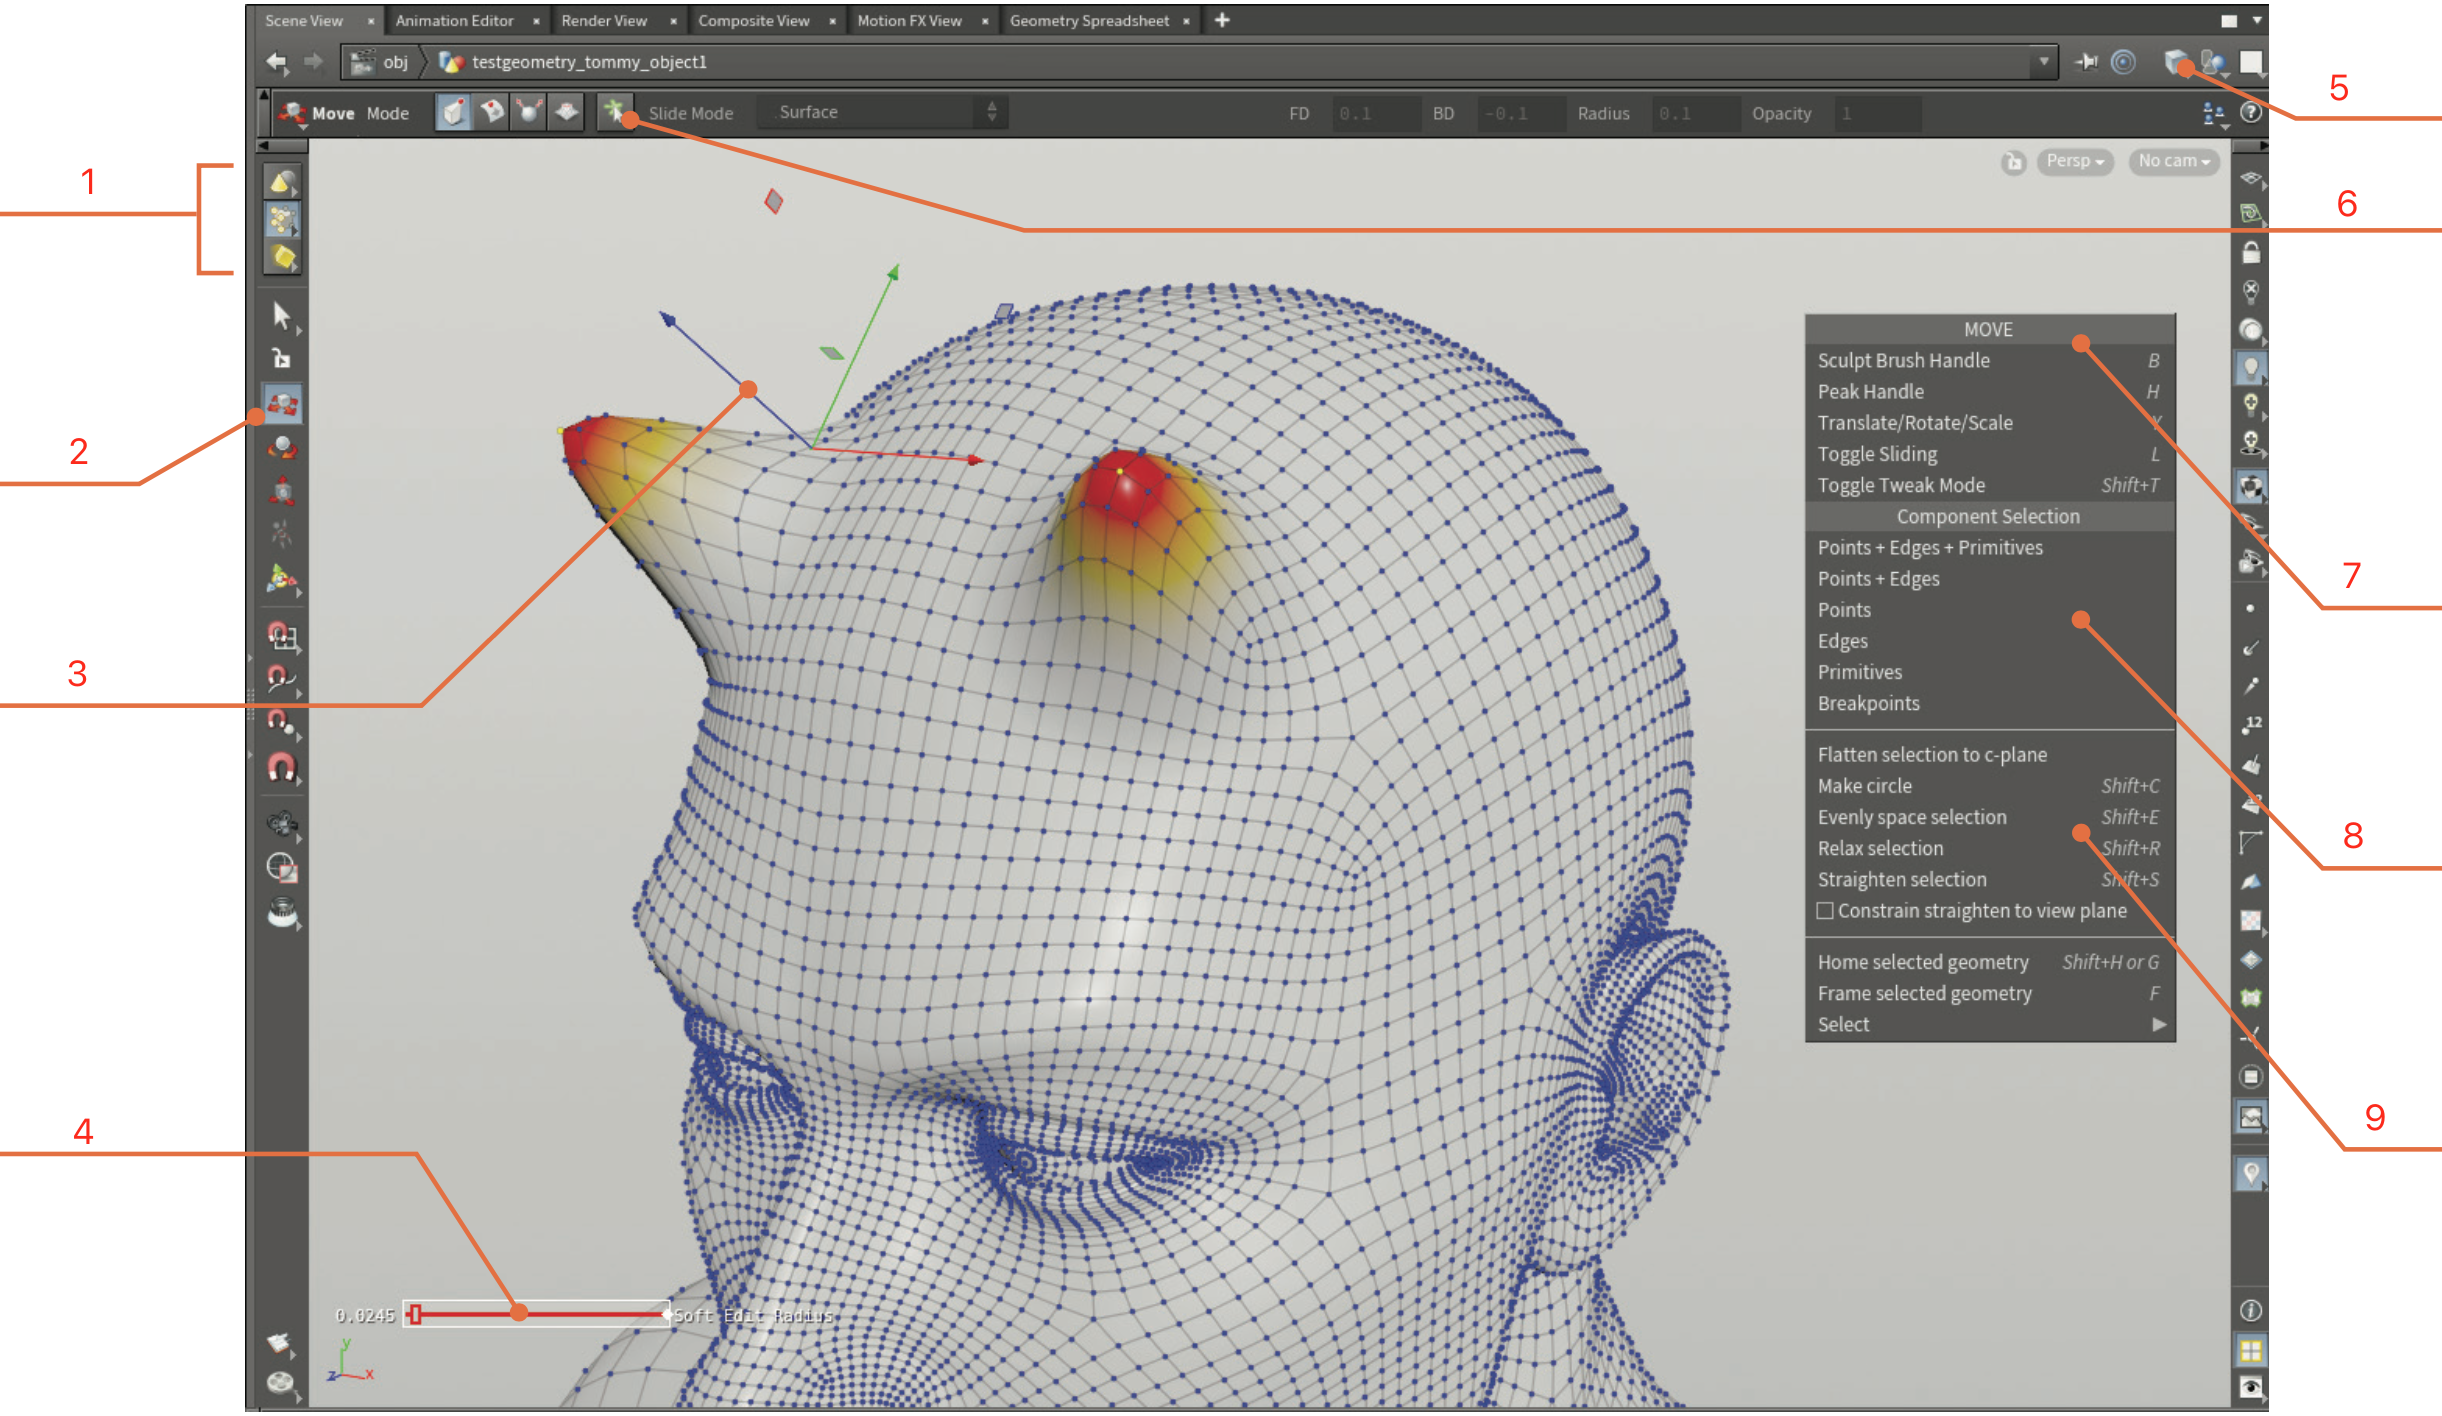 Scene View × Animation Editor × Render View × Composite View × Motion FX View × Geometry Spreadsheet × +
obj testgeometry_tommy_object1
5
Move Mode Slide Mode Surface FD 0.1 BD -0.1 Radius 0.1 Opacity 1
Persp No cam
1
6
MOVE
Sculpt Brush Handle B
Peak Handle H
Translate/Rotate/Scale Y
Toggle Sliding L
Toggle Tweak Mode Shift+T
Component Selection
Points + Edges + Primitives
Points + Edges
Points
Edges
Primitives
Breakpoints
Flatten selection to c-plane
Make circle Shift+C
Evenly space selection Shift+E
Relax selection Shift+R
Straighten selection Shift+S
Constrain straighten to view plane
Home selected geometry Shift+H or G
Frame selected geometry F
Select
2
7
3
12
8
9
4
0.0245 Soft Edit Radius
y
z x